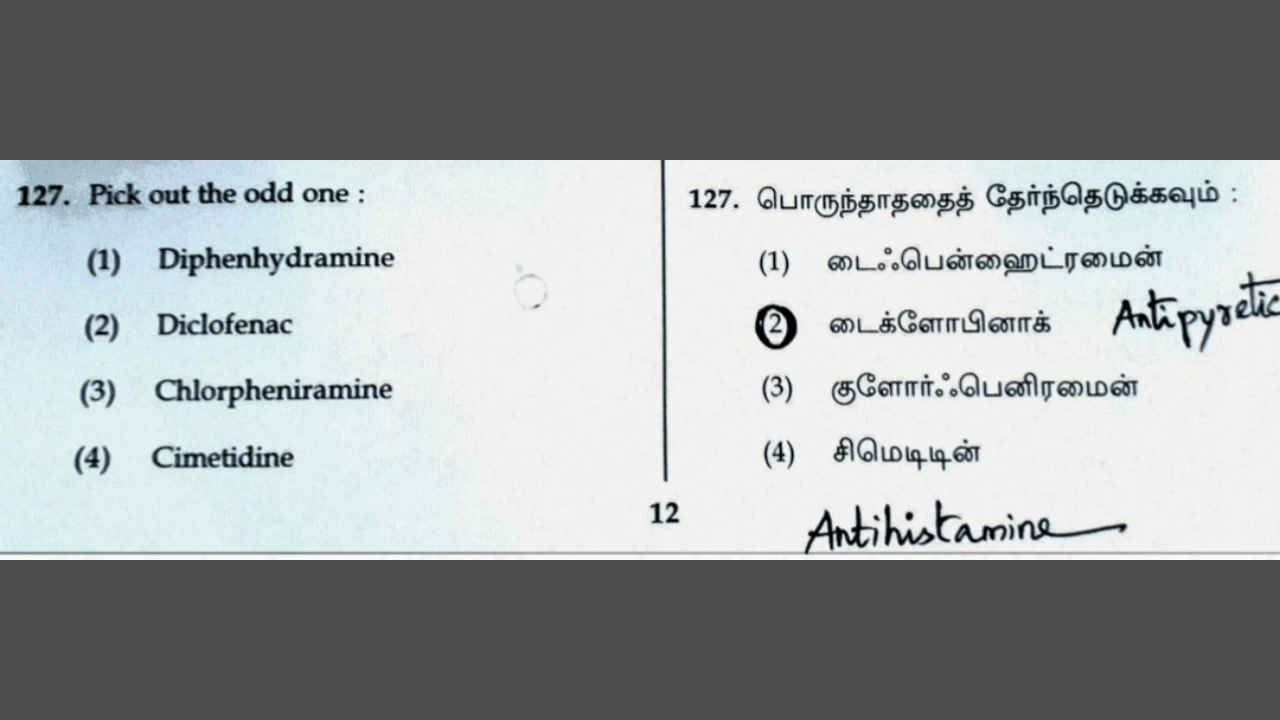 127. Pick out the odd one :
(1) Diphenhydramine
(2) Diclofenac
(3) Chlorpheniramine
(4) Cimetidine
127. பொருந்தாததைத் தேர்ந்தெடுக்கவும் :
(1) டைஃபென்ஹைட்ரமைன்
(2) டைக்ளோபினாக் Antipyretic
(3) குளோர்ஃபெனிரமைன்
(4) சிமெடிடின்
12
Antihistamine